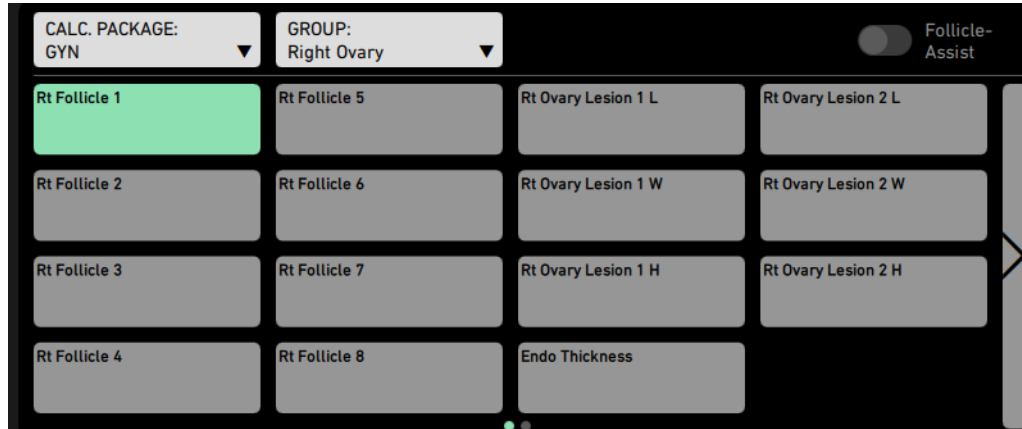 CALC. PACKAGE:
GYN
GROUP:
Right Ovary
Follicle-
Assist
Rt Follicle 1
Rt Follicle 5
Rt Ovary Lesion 1 L
Rt Ovary Lesion 2 L
Rt Follicle 2
Rt Follicle 6
Rt Ovary Lesion 1 W
Rt Ovary Lesion 2 W
Rt Follicle 3
Rt Follicle 7
Rt Ovary Lesion 1 H
Rt Ovary Lesion 2 H
Rt Follicle 4
Rt Follicle 8
Endo Thickness